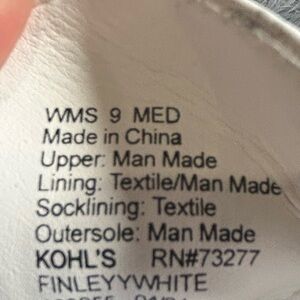 WMS 9 MED
Made in China
Upper: Man Made
Lining: Textile/Man Made
Socklining: Textile
Outersole: Man Made
KOHL'S RN#73277
FINLEYYWHITE